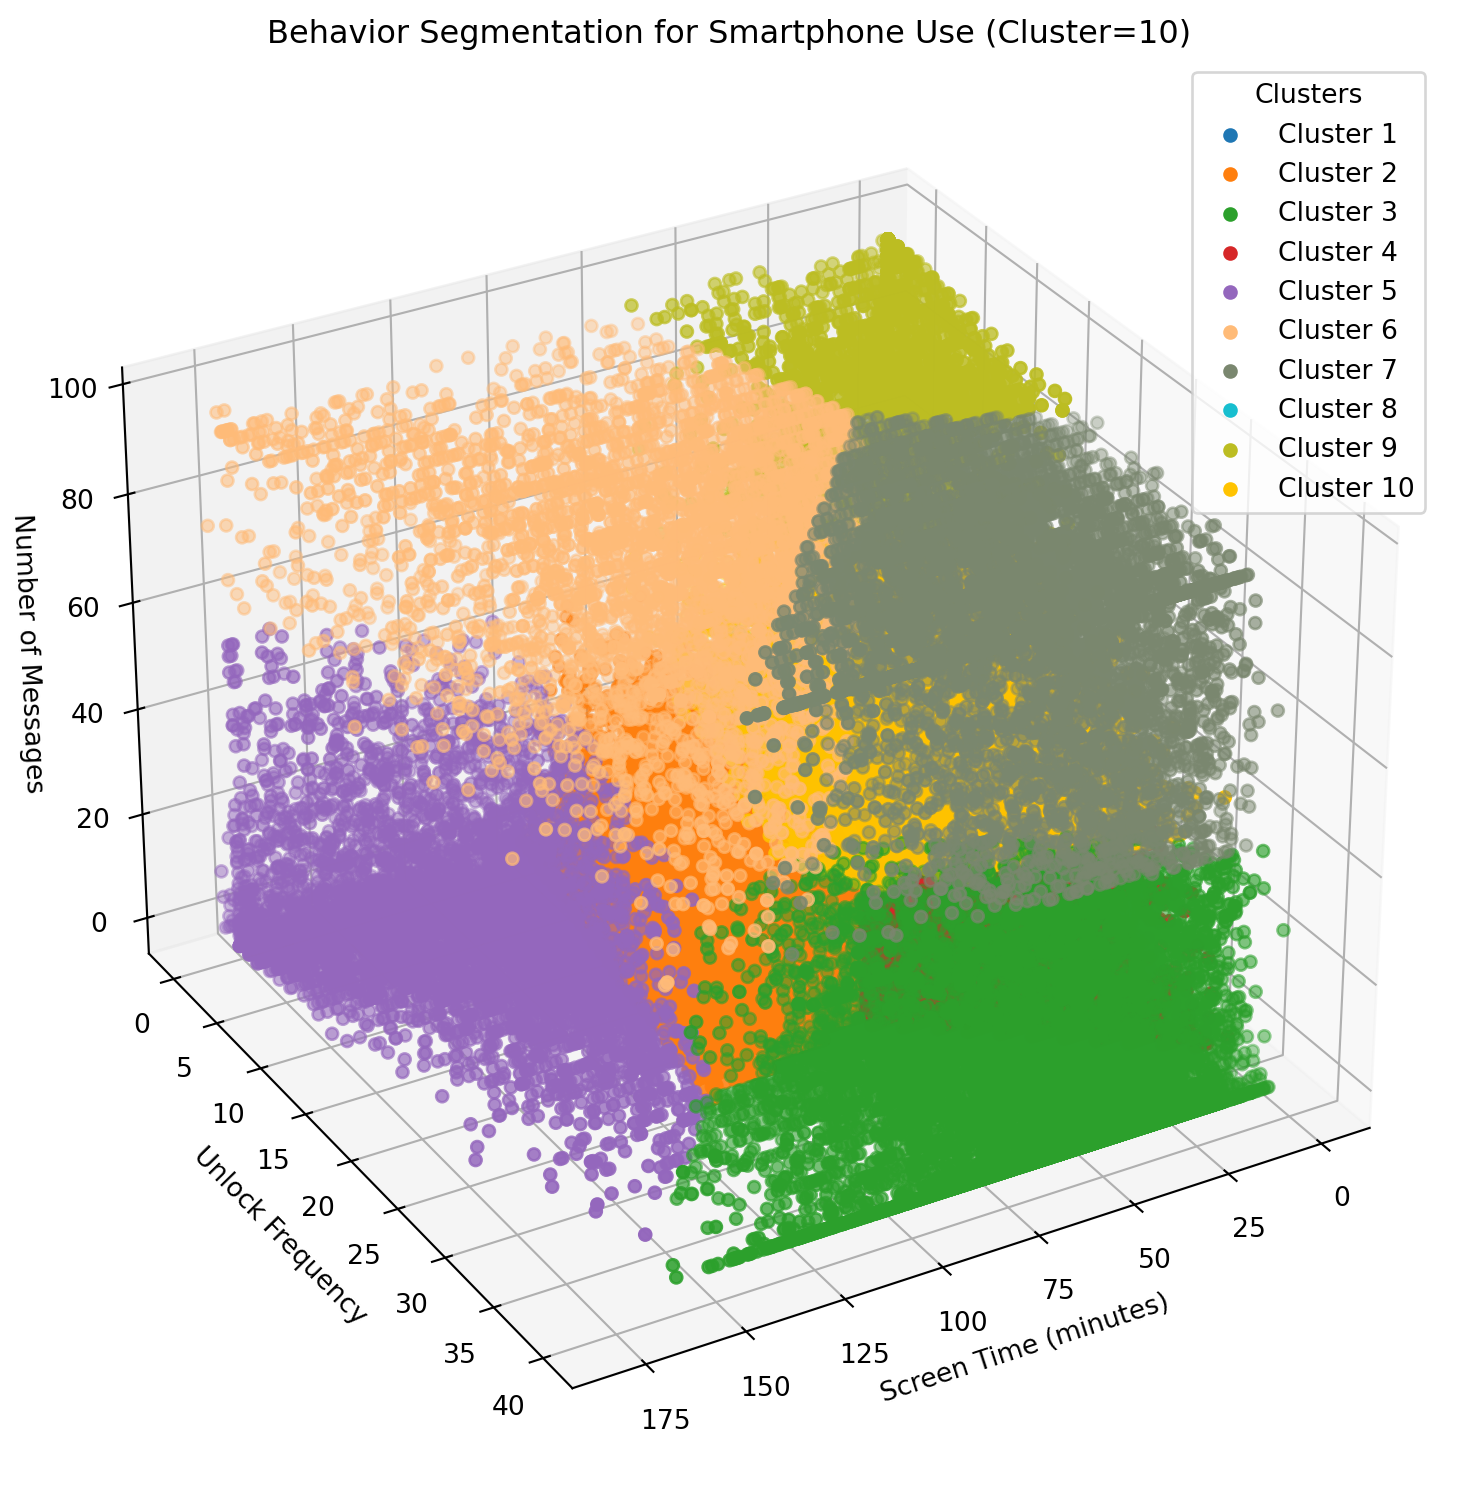 Behavior Segmentation for Smartphone Use (Cluster=10)
Clusters
Cluster 1
Cluster 2
Cluster 3
Cluster 4
Cluster 5
Cluster 6
Cluster 7
Cluster 8
Cluster 9
Cluster 10
100
80
60
40
20
0
Number of Messages
0
5
10
15
20
25
30
35
40
Unlock Frequency
175
150
125
100
75
50
25
0
Screen Time (minutes)